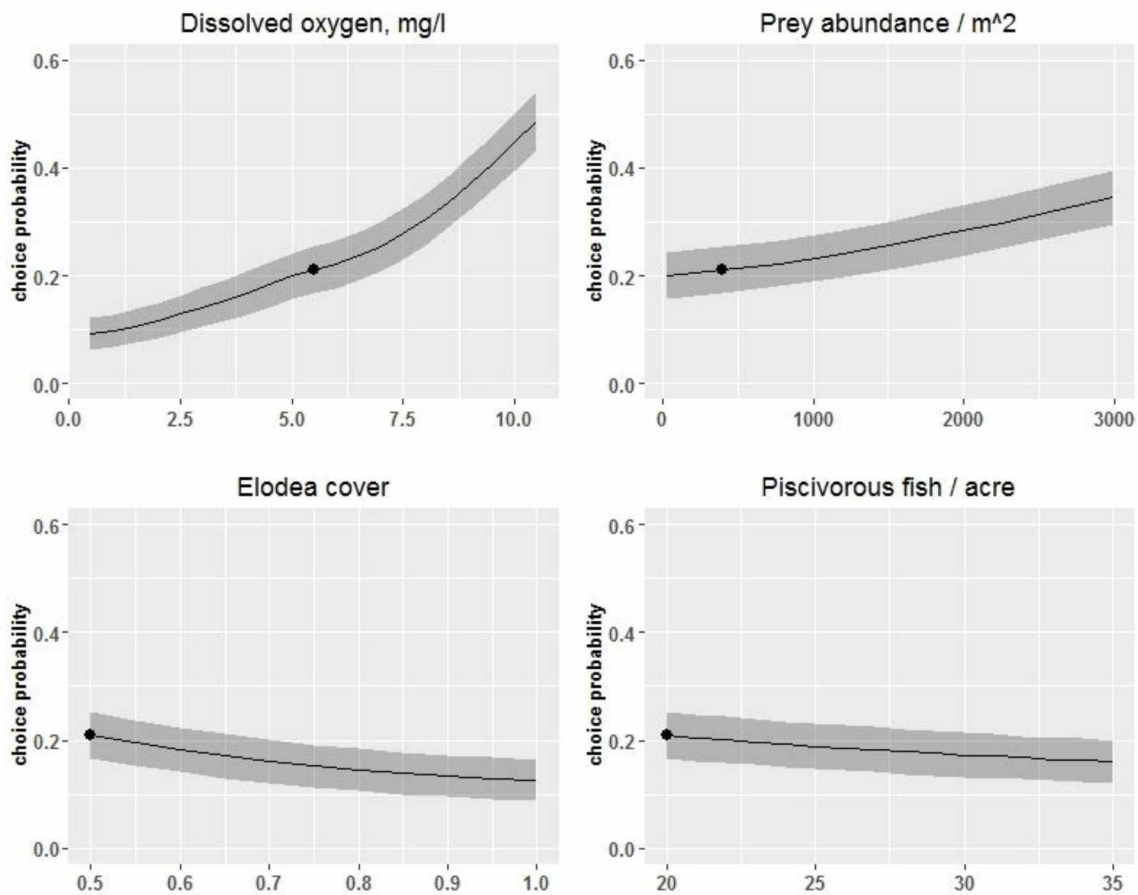 Dissolved oxygen, mg/l
0.6
0.4
0.2
0.0
choice probability
0.0 2.5 5.0 7.5 10.0
Prey abundance / m^2
0.6
0.4
0.2
0.0
choice probability
0 1000 2000 3000
Elodea cover
0.6
0.4
0.2
0.0
choice probability
0.5 0.6 0.7 0.8 0.9 1.0
Piscivorous fish / acre
0.6
0.4
0.2
0.0
choice probability
20 25 30 35